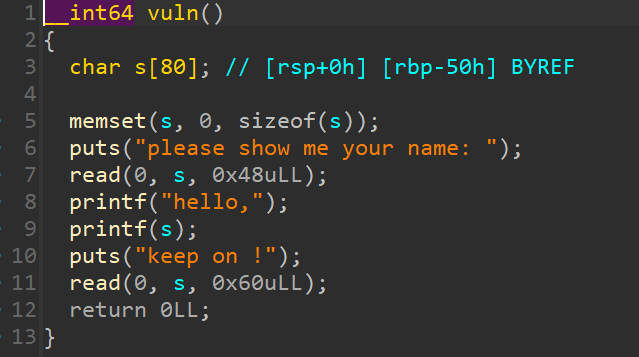 1 __int64 vuln()
2 {
3 char s[80]; // [rsp+0h] [rbp-50h] BYREF
4
5 memset(s, 0, sizeof(s));
6 puts("please show me your name: ");
7 read(0, s, 0x48uLL);
8 printf("hello,");
9 printf(s);
10 puts("keep on !");
11 read(0, s, 0x60uLL);
12 return 0LL;
13 }